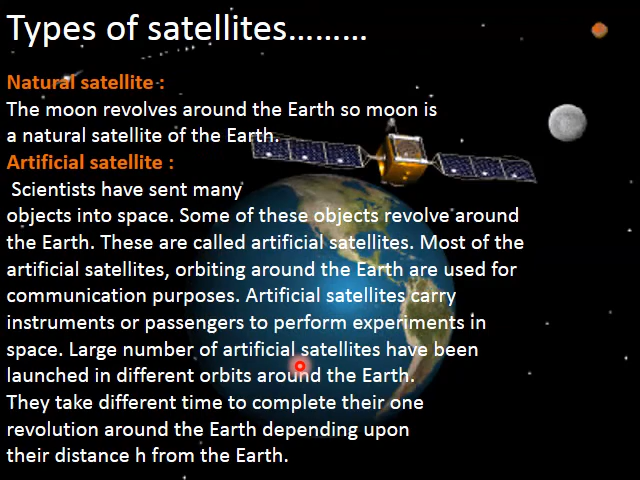 Types of satellites………
Natural satellite :
The moon revolves around the Earth so moon is
a natural satellite of the Earth.
Artificial satellite :
Scientists have sent many
objects into space. Some of these objects revolve around
the Earth. These are called artificial satellites. Most of the
artificial satellites, orbiting around the Earth are used for
communication purposes. Artificial satellites carry
instruments or passengers to perform experiments in
space. Large number of artificial satellites have been
launched in different orbits around the Earth.
They take different time to complete their one
revolution around the Earth depending upon
their distance h from the Earth.